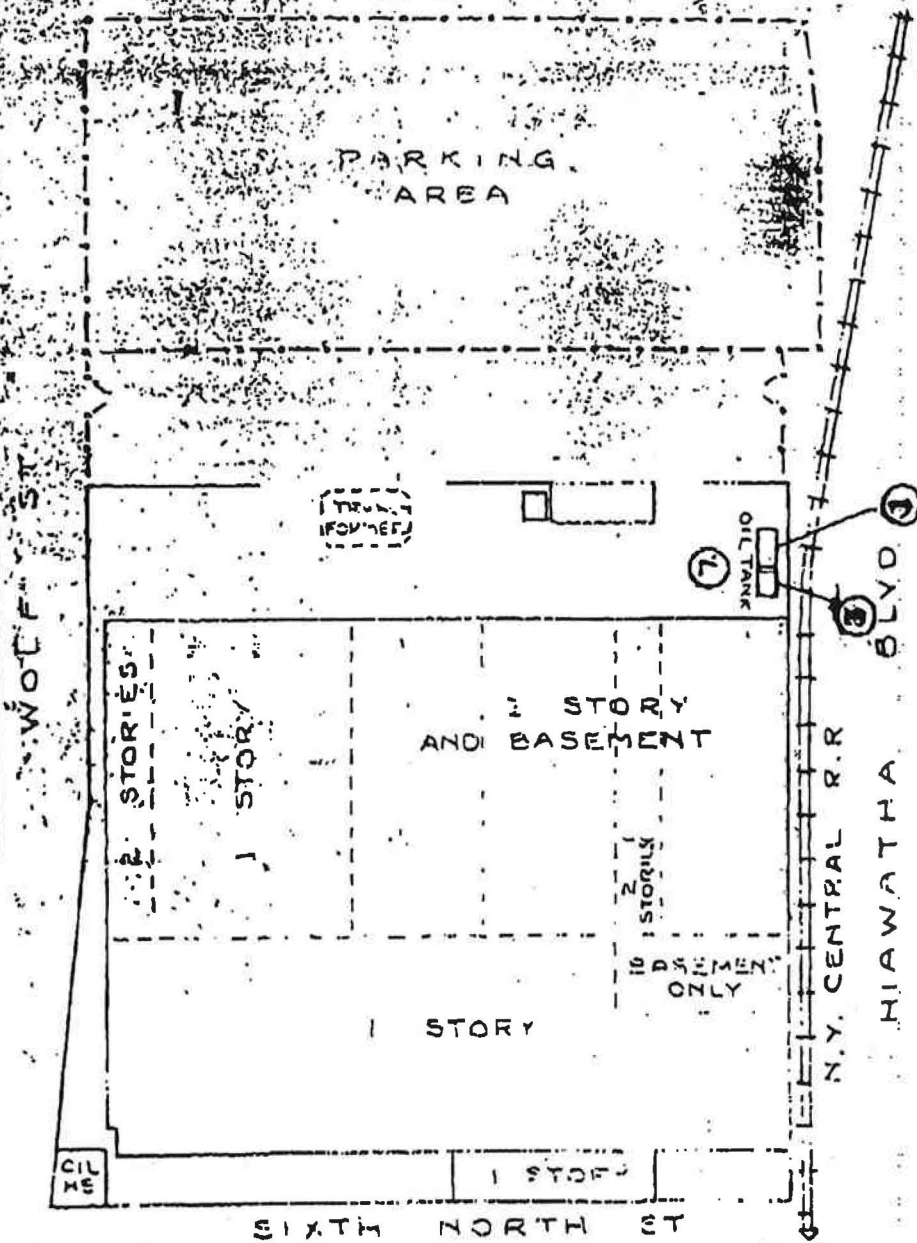 PARKING
AREA
WOLF ST
OIL TANK
7
BLVD
HIAWATHA
N.Y. CENTRAL R.R
2 STORIES
1 STORY
STORY
AND BASEMENT
2
BASEMENT
ONLY
1 STORY
1 STORY
SIXTH NORTH ST